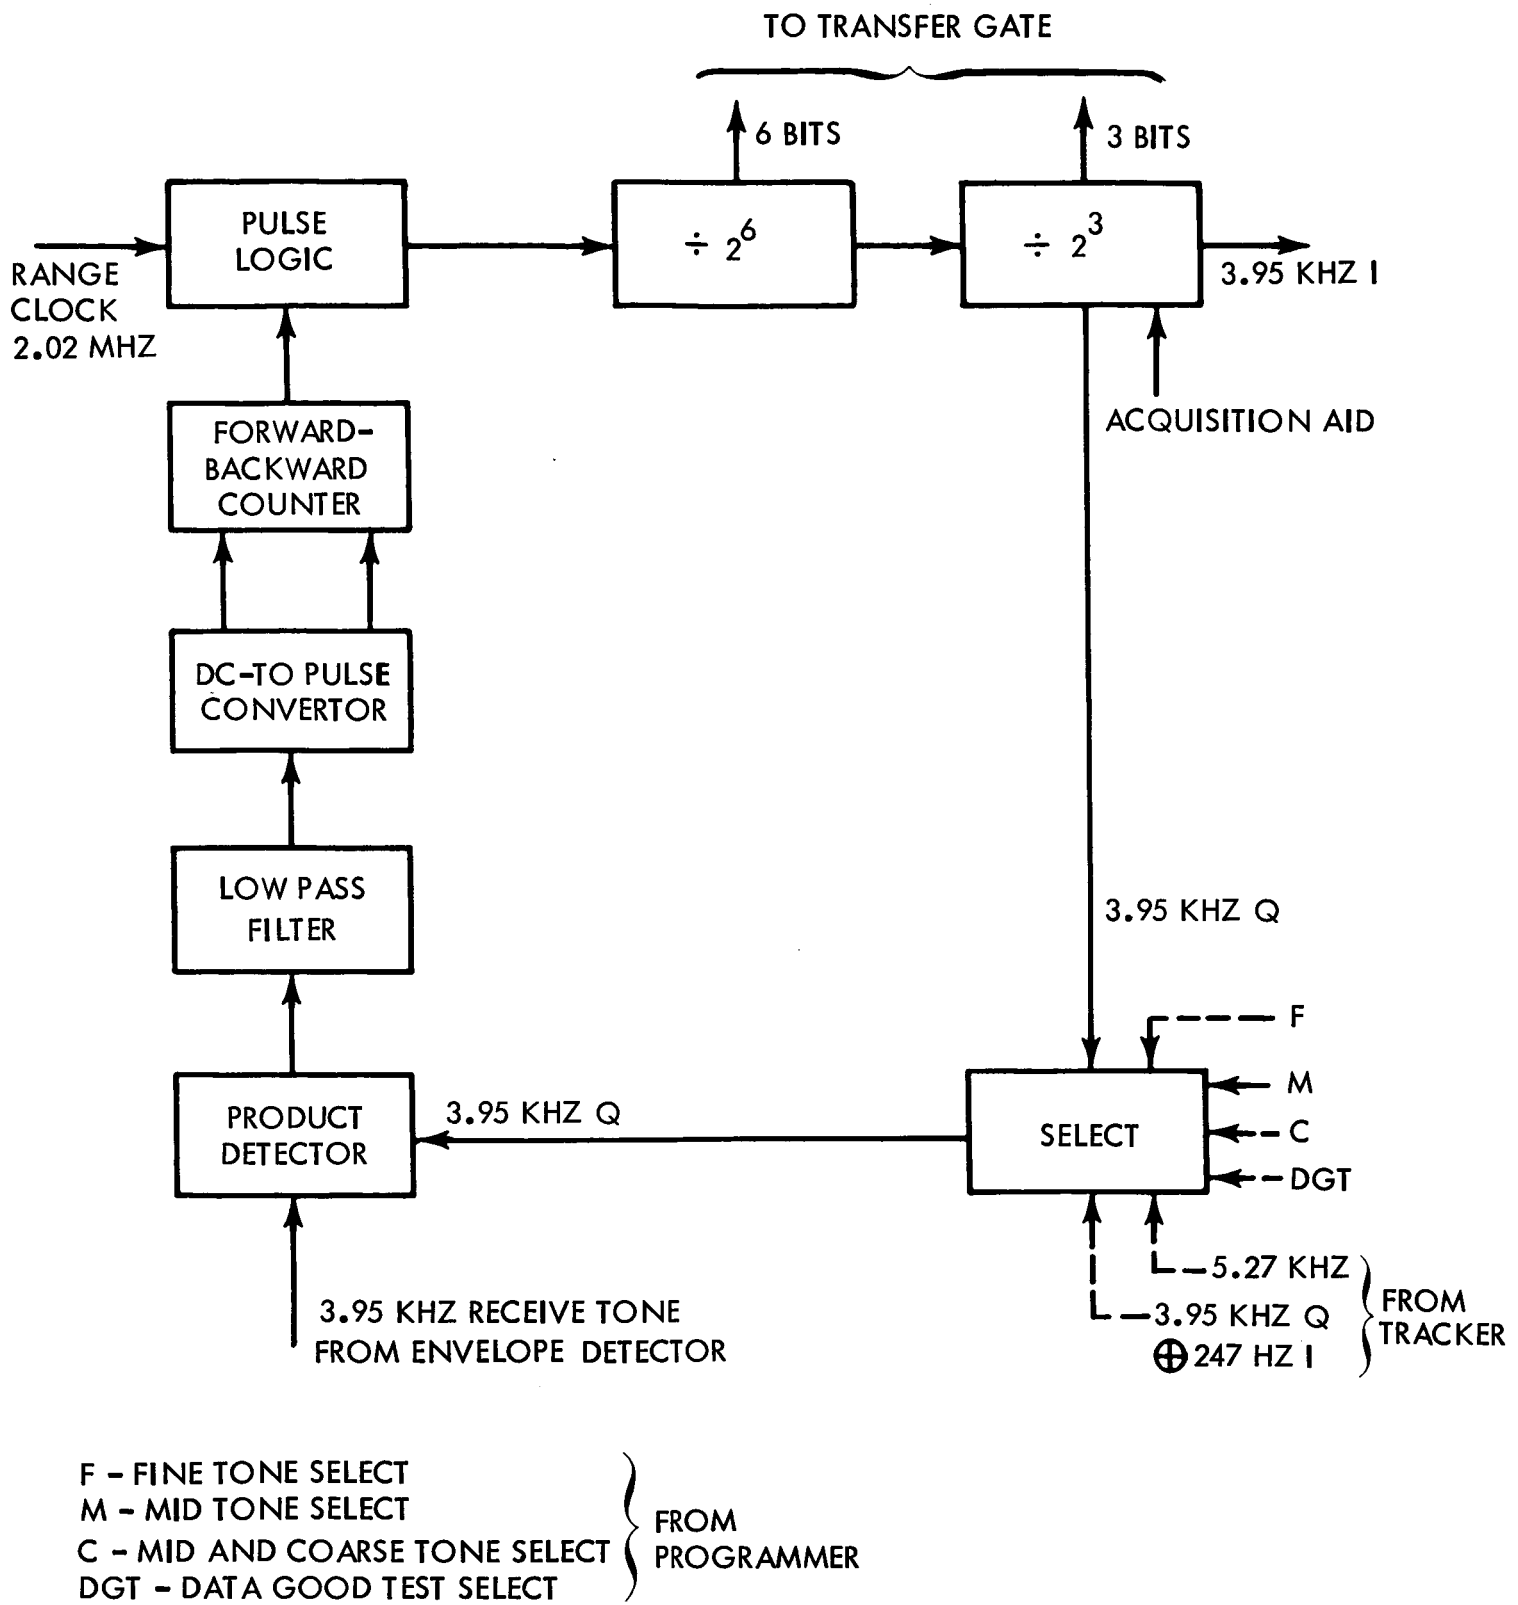 TO TRANSFER GATE
6 BITS
3 BITS
PULSE
LOGIC
÷ 2^6
÷ 2^3
RANGE
CLOCK
2.02 MHZ
3.95 KHZ I
FORWARD-
BACKWARD
COUNTER
ACQUISITION AID
DC-TO PULSE
CONVERTOR
LOW PASS
FILTER
3.95 KHZ Q
F
M
C
DGT
PRODUCT
DETECTOR
3.95 KHZ Q
SELECT
5.27 KHZ
3.95 KHZ Q
⊕ 247 HZ I
FROM
TRACKER
3.95 KHZ RECEIVE TONE
FROM ENVELOPE DETECTOR
F - FINE TONE SELECT
M - MID TONE SELECT
C - MID AND COARSE TONE SELECT
DGT - DATA GOOD TEST SELECT
FROM
PROGRAMMER